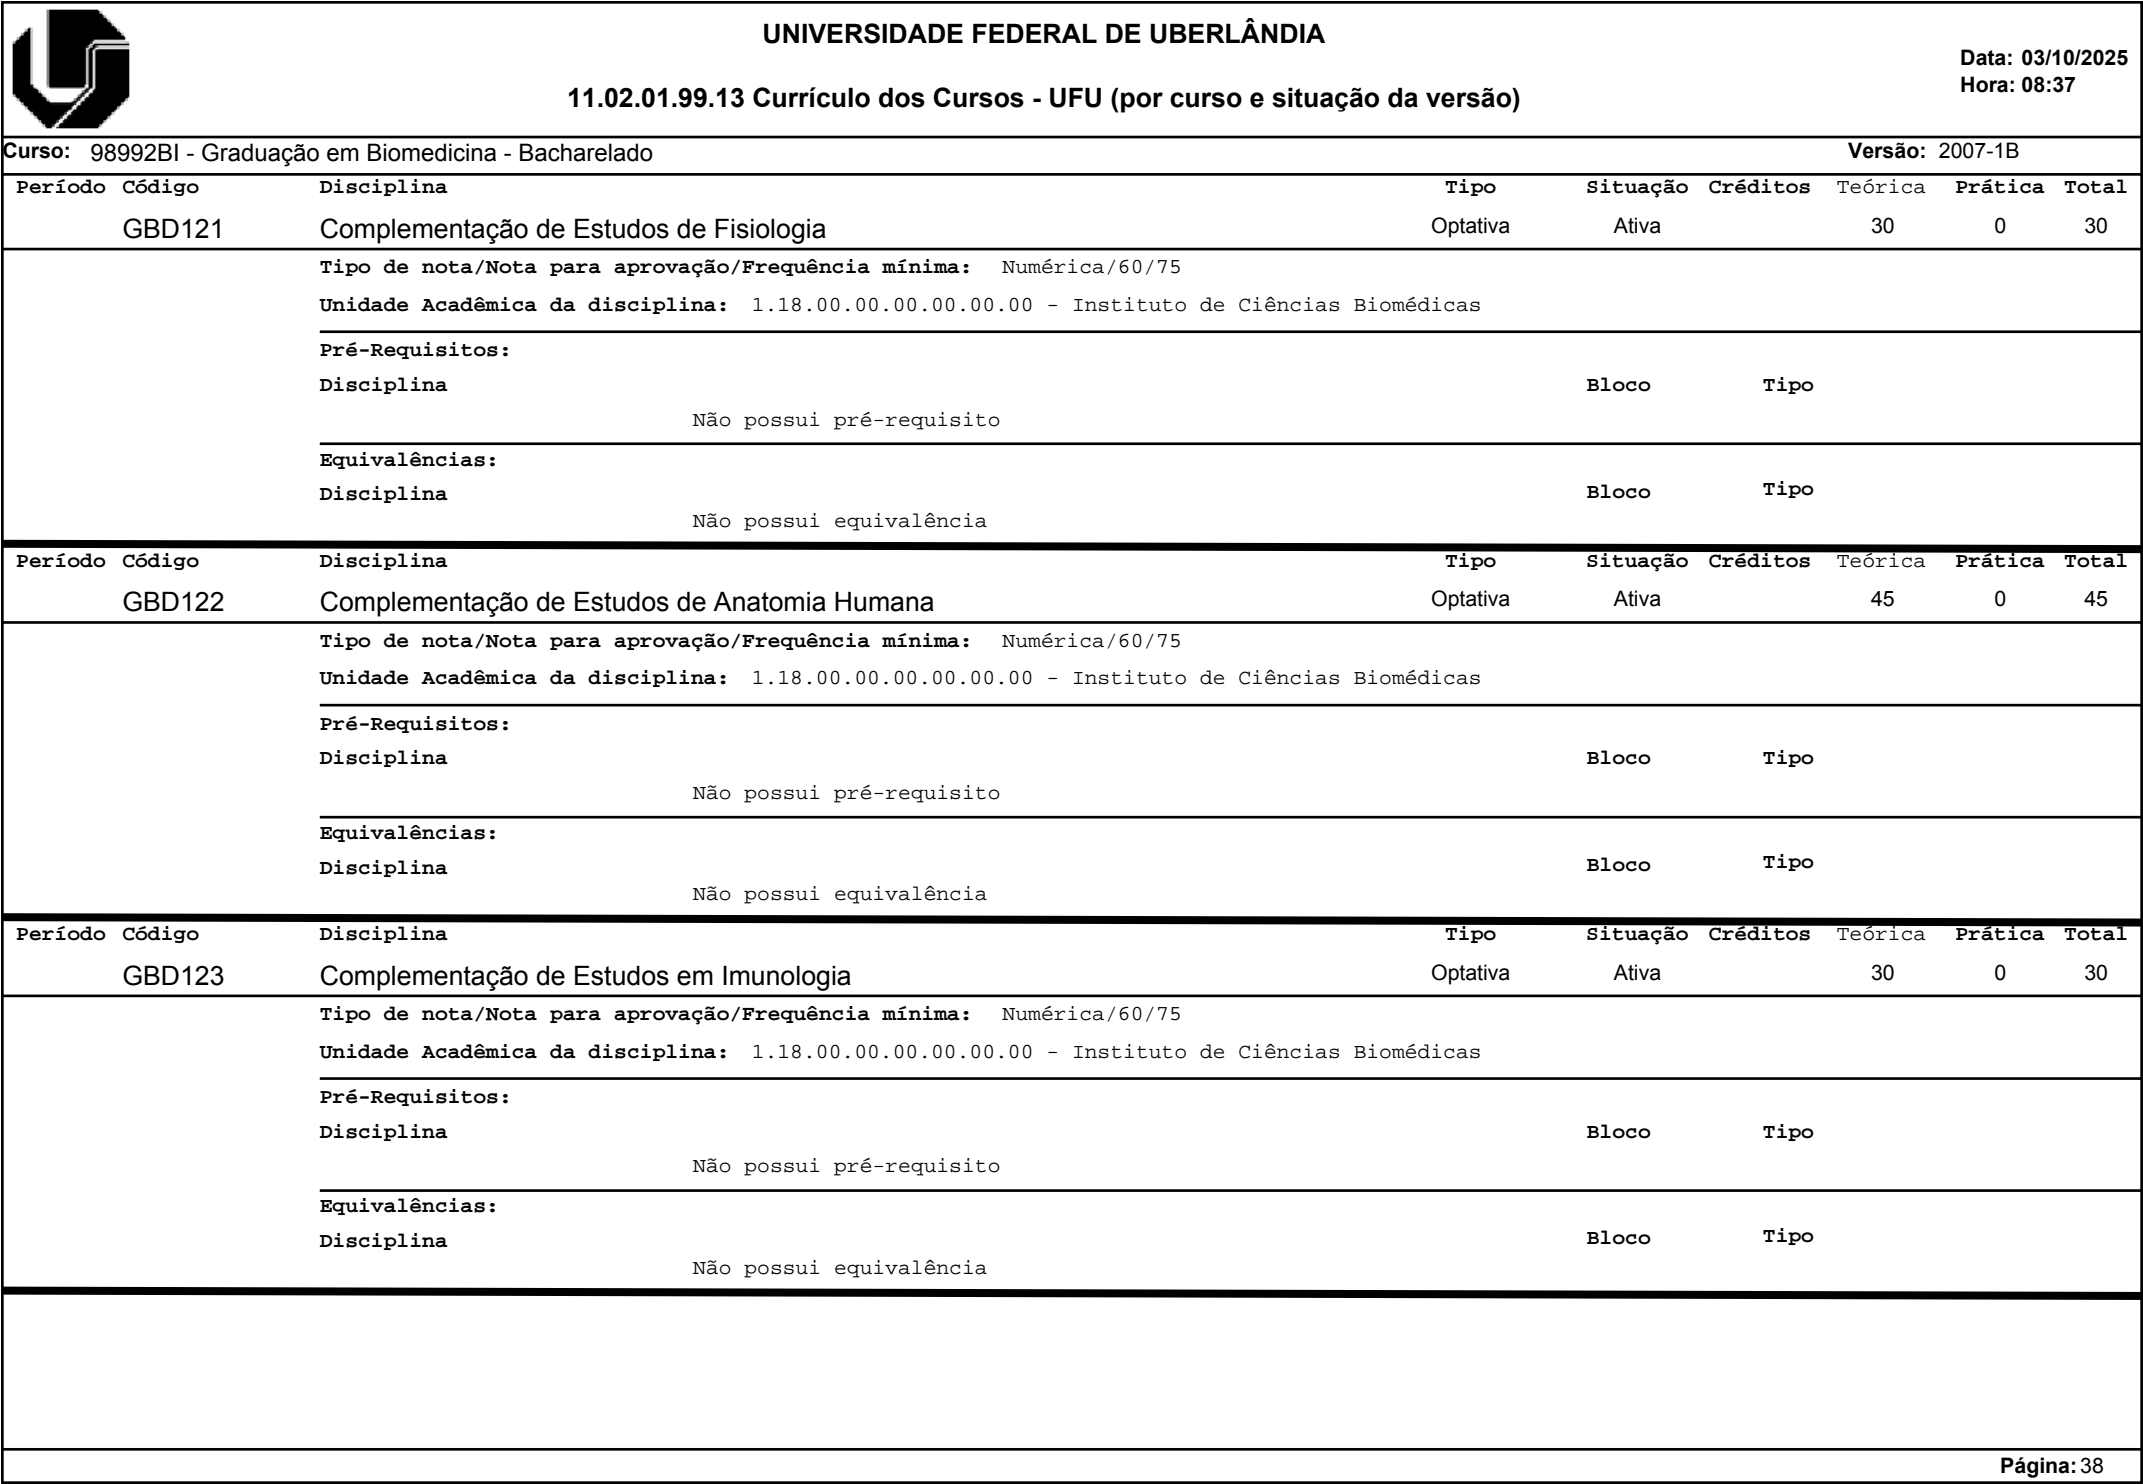 UNIVERSIDADE FEDERAL DE UBERLÂNDIA
Data: 03/10/2025
Hora: 08:37
11.02.01.99.13 Currículo dos Cursos - UFU (por curso e situação da versão)
Curso: 98992BI - Graduação em Biomedicina - Bacharelado Versão: 2007-1B
Período Código Disciplina Tipo Situação Créditos Teórica Prática Total
GBD121 Complementação de Estudos de Fisiologia Optativa Ativa 30 0 30
Tipo de nota/Nota para aprovação/Frequência mínima: Numérica/60/75
Unidade Acadêmica da disciplina: 1.18.00.00.00.00.00.00 - Instituto de Ciências Biomédicas
Pré-Requisitos:
Disciplina Bloco Tipo
Não possui pré-requisito
Equivalências:
Disciplina Bloco Tipo
Não possui equivalência
Período Código Disciplina Tipo Situação Créditos Teórica Prática Total
GBD122 Complementação de Estudos de Anatomia Humana Optativa Ativa 45 0 45
Tipo de nota/Nota para aprovação/Frequência mínima: Numérica/60/75
Unidade Acadêmica da disciplina: 1.18.00.00.00.00.00.00 - Instituto de Ciências Biomédicas
Pré-Requisitos:
Disciplina Bloco Tipo
Não possui pré-requisito
Equivalências:
Disciplina Bloco Tipo
Não possui equivalência
Período Código Disciplina Tipo Situação Créditos Teórica Prática Total
GBD123 Complementação de Estudos em Imunologia Optativa Ativa 30 0 30
Tipo de nota/Nota para aprovação/Frequência mínima: Numérica/60/75
Unidade Acadêmica da disciplina: 1.18.00.00.00.00.00.00 - Instituto de Ciências Biomédicas
Pré-Requisitos:
Disciplina Bloco Tipo
Não possui pré-requisito
Equivalências:
Disciplina Bloco Tipo
Não possui equivalência
Página: 38